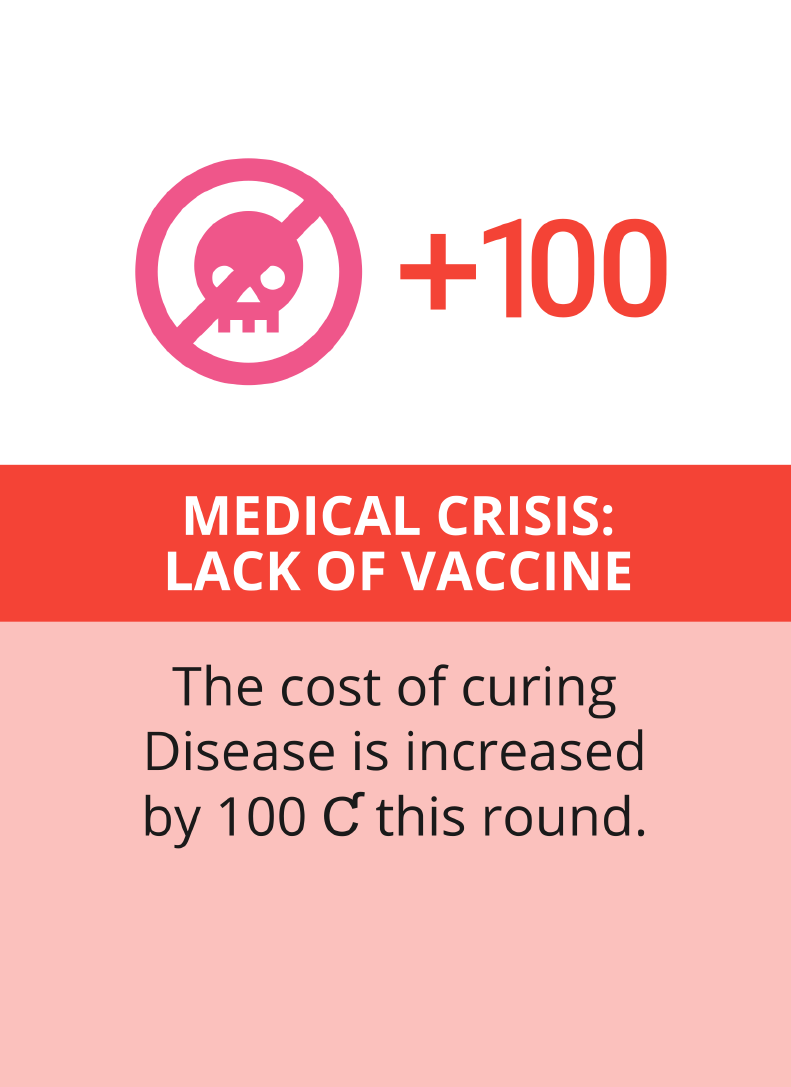 +100
MEDICAL CRISIS:
LACK OF VACCINE
The cost of curing
Disease is increased
by 100 Ƈ this round.